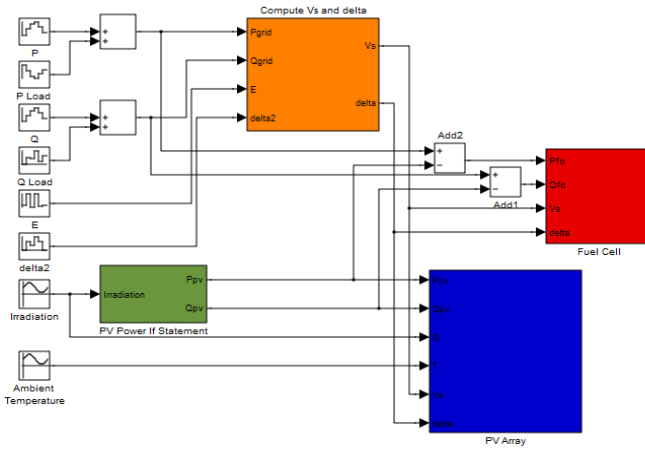 Compute Vs and delta
P
P Load
Q
Q Load
E
delta2
Irradiation
Ambient
Temperature
+
+
+
+
Pgrid
Qgrid
E
delta2
Vs
delta
Add2
+
−
+
−
Add1
Pfc
Qfc
Vs
delta
Fuel Cell
Irradiation
Ppv
Qpv
PV Power If Statement
Ppv
Qpv
G
Vs
delta
PV Array